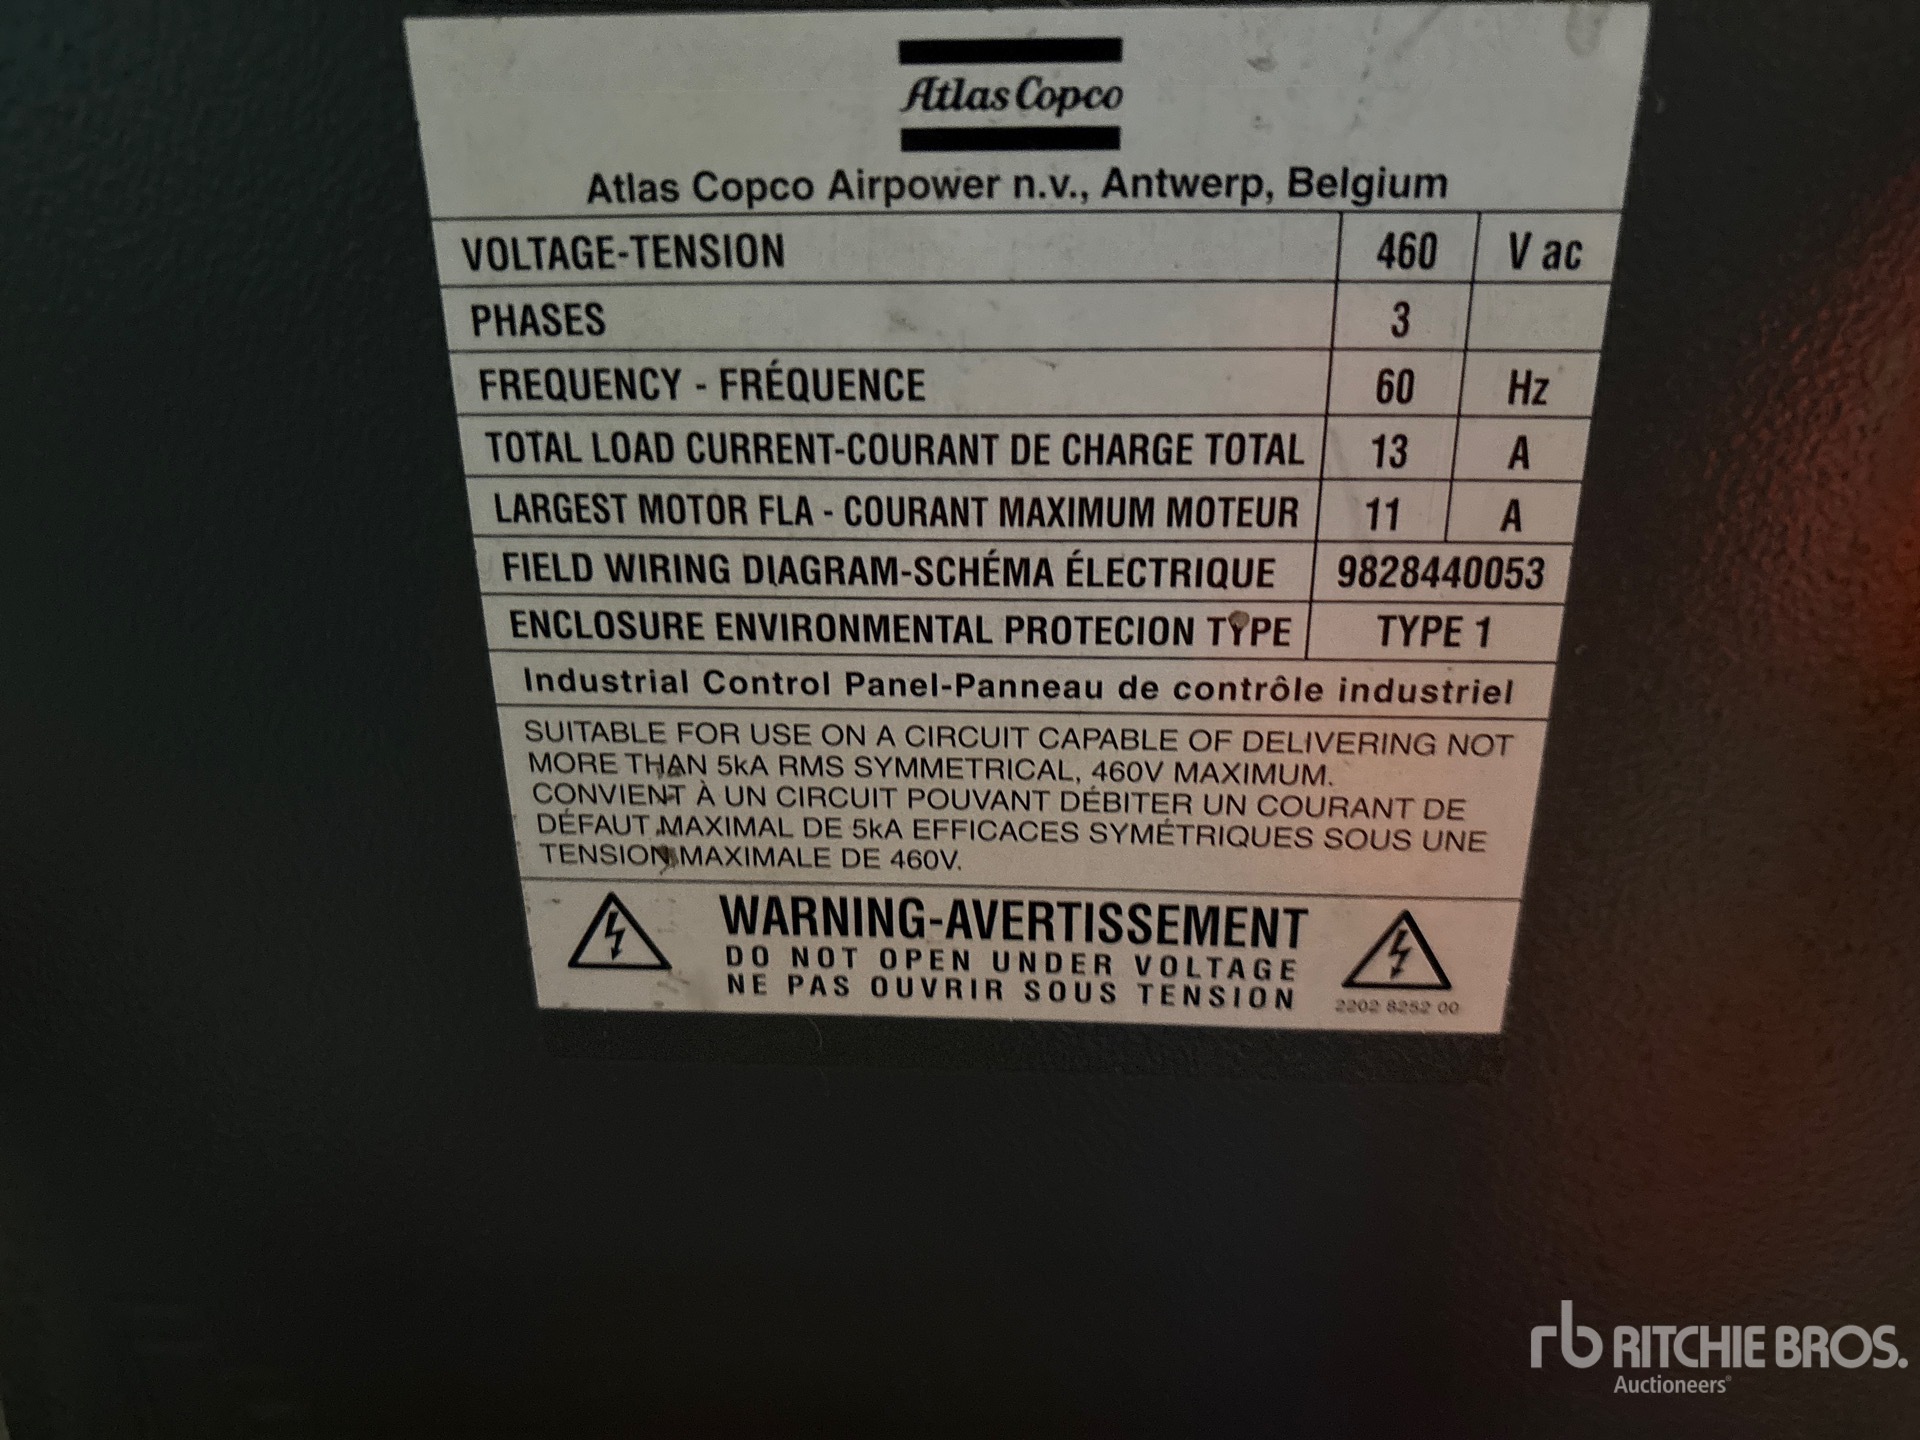 Atlas Copco
Atlas Copco Airpower n.v., Antwerp, Belgium
VOLTAGE-TENSION 460 V ac
PHASES 3
FREQUENCY - FRÉQUENCE 60 Hz
TOTAL LOAD CURRENT-COURANT DE CHARGE TOTAL 13 A
LARGEST MOTOR FLA - COURANT MAXIMUM MOTEUR 11 A
FIELD WIRING DIAGRAM-SCHÉMA ÉLECTRIQUE 9828440053
ENCLOSURE ENVIRONMENTAL PROTECION TYPE TYPE 1
Industrial Control Panel-Panneau de contrôle industriel
SUITABLE FOR USE ON A CIRCUIT CAPABLE OF DELIVERING NOT
MORE THAN 5kA RMS SYMMETRICAL, 460V MAXIMUM.
CONVIENT À UN CIRCUIT POUVANT DÉBITER UN COURANT DE
DÉFAUT MAXIMAL DE 5kA EFFICACES SYMÉTRIQUES SOUS UNE
TENSION MAXIMALE DE 460V.
WARNING-AVERTISSEMENT
DO NOT OPEN UNDER VOLTAGE
NE PAS OUVRIR SOUS TENSION
2202 8252 00
rb RITCHIE BROS.
Auctioneers